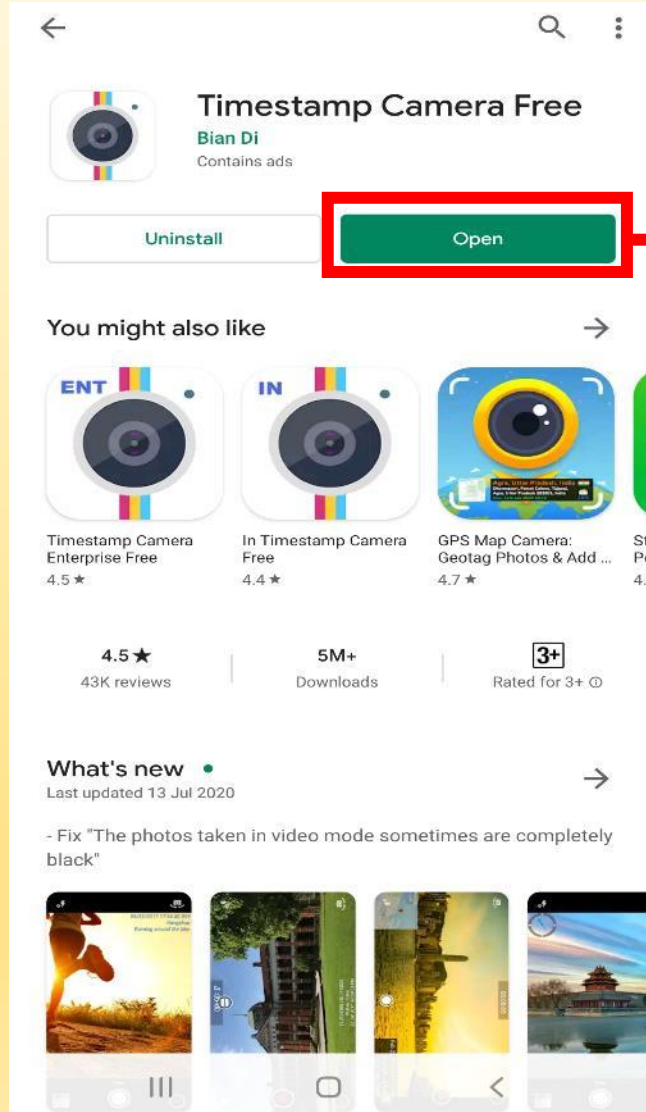 Timestamp Camera Free
Bian Di
Contains ads
Uninstall
Open
You might also like
ENT
IN
Timestamp Camera
Enterprise Free
4.5 ★
In Timestamp Camera
Free
4.4 ★
GPS Map Camera:
Geotag Photos & Add ...
4.7 ★
4.5 ★
43K reviews
5M+
Downloads
3+
Rated for 3+
What's new
Last updated 13 Jul 2020
- Fix "The photos taken in video mode sometimes are completely
black"